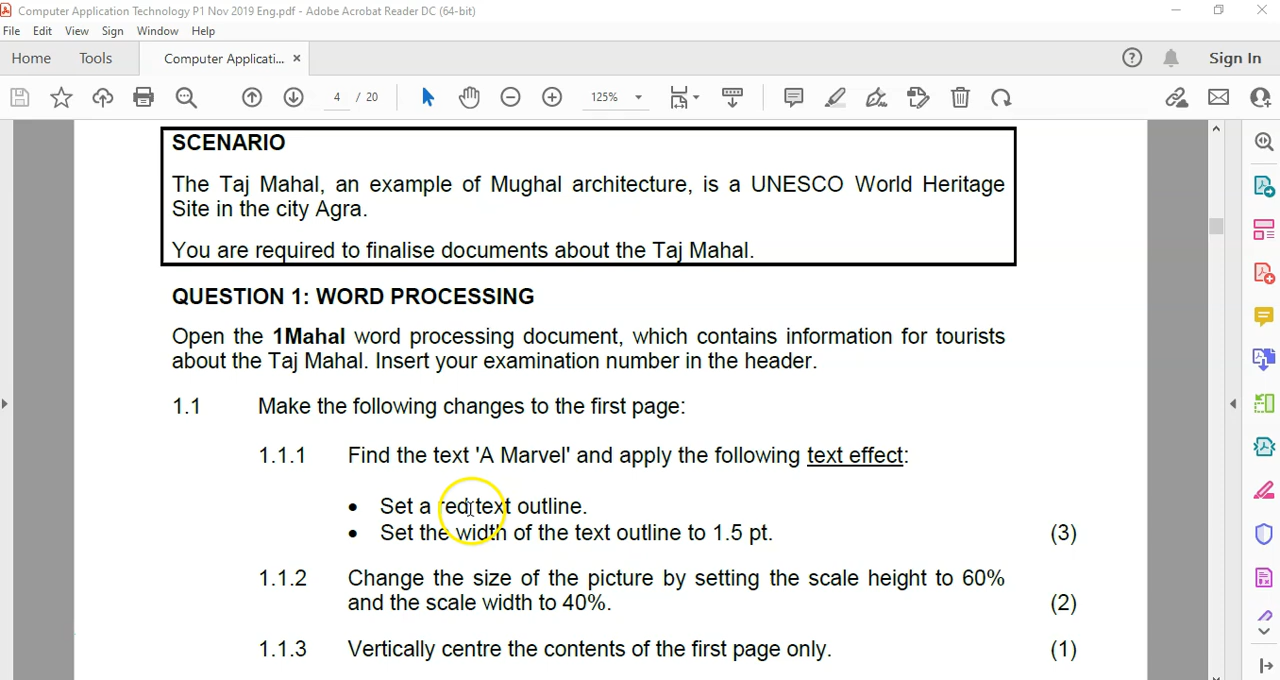 Computer Application Technology P1 Nov 2019 Eng.pdf - Adobe Acrobat Reader DC (64-bit)
File Edit View Sign Window Help
Home Tools Computer Applicati... × Sign In
4 / 20 125%
SCENARIO
The Taj Mahal, an example of Mughal architecture, is a UNESCO World Heritage
Site in the city Agra.
You are required to finalise documents about the Taj Mahal.
QUESTION 1: WORD PROCESSING
Open the 1Mahal word processing document, which contains information for tourists
about the Taj Mahal. Insert your examination number in the header.
1.1 Make the following changes to the first page:
1.1.1 Find the text 'A Marvel' and apply the following text effect:
• Set a red text outline.
• Set the width of the text outline to 1.5 pt. (3)
1.1.2 Change the size of the picture by setting the scale height to 60%
and the scale width to 40%. (2)
1.1.3 Vertically centre the contents of the first page only. (1)